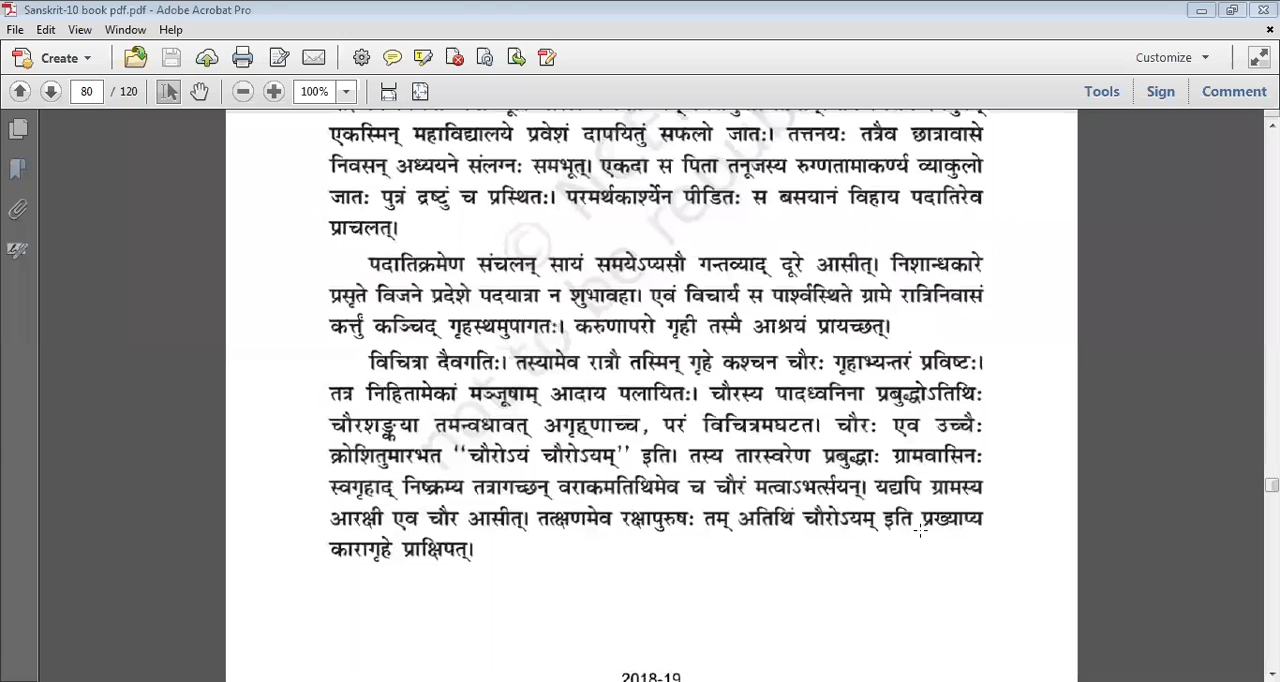 Sanskrit-10 book pdf.pdf - Adobe Acrobat Pro
File Edit View Window Help
Create Customize
80 / 120 100% Tools Sign Comment
एकस्मिन् महाविद्यालये प्रवेशं दापयितुं सफलो जातः। तत्तनयः तत्रैव छात्रावासे
निवसन् अध्ययने संलग्नः समभूत्। एकदा स पिता तनूजस्य रुग्णतामाकर्ण्य व्याकुलो
जातः पुत्रं द्रष्टुं च प्रस्थितः। परमर्थकार्श्येन पीडितः स बसयानं विहाय पदातिरेव
प्राचलत्।
पदातिक्रमेण संचलन् सायं समयेऽप्यसौ गन्तव्याद् दूरे आसीत्। निशान्धकारे
प्रसृते विजने प्रदेशे पदयात्रा न शुभावहा। एवं विचार्य स पार्श्वस्थिते ग्रामे रात्रिनिवासं
कर्त्तुं कञ्चिद् गृहस्थमुपागतः। करुणापरो गृही तस्मै आश्रयं प्रायच्छत्।
विचित्रा दैवगतिः। तस्यामेव रात्रौ तस्मिन् गृहे कश्चन चौरः गृहाभ्यन्तरं प्रविष्टः।
तत्र निहितामेकां मञ्जूषाम् आदाय पलायितः। चौरस्य पादध्वनिना प्रबुद्धोऽतिथिः
चौरशङ्कया तमन्वधावत् अगृह्णाच्च, परं विचित्रमघटत। चौरः एव उच्चैः
क्रोशितुमारभत “चौरोऽयं चौरोऽयम्” इति। तस्य तारस्वरेण प्रबुद्धाः ग्रामवासिनः
स्वगृहाद् निष्क्रम्य तत्रागच्छन् वराकमतिथिमेव च चौरं मत्वाऽभर्त्सयन्। यद्यपि ग्रामस्य
आरक्षी एव चौर आसीत्। तत्क्षणमेव रक्षापुरुषः तम् अतिथिं चौरोऽयम् इति प्रख्याप्य
कारागृहे प्राक्षिपत्।
2018-19